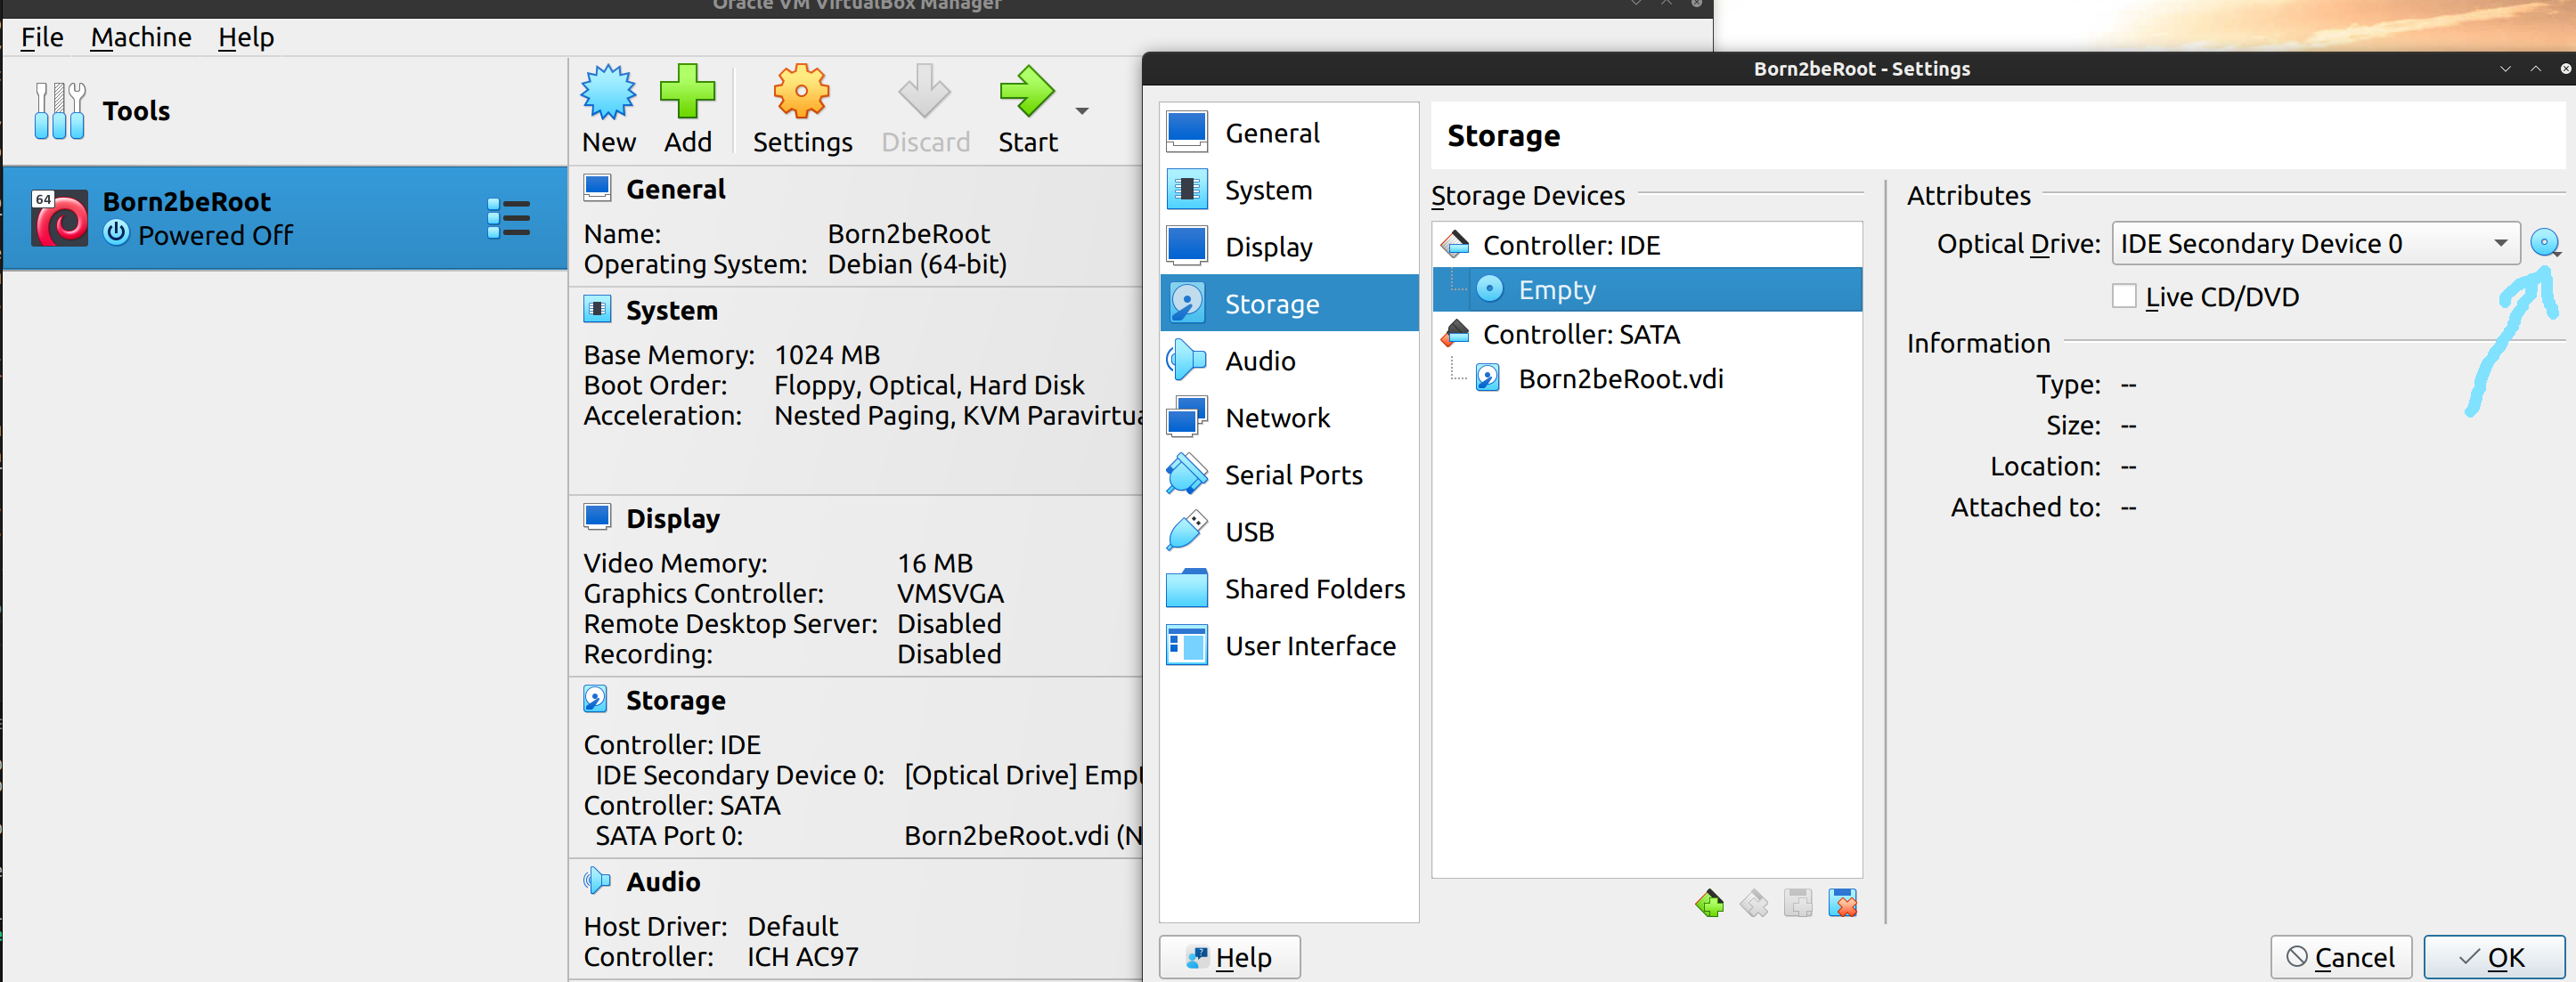 Oracle VM VirtualBox Manager
File Machine Help
Tools
64
Born2beRoot
Powered Off
New Add Settings Discard Start
General
Name: Born2beRoot
Operating System: Debian (64-bit)
System
Base Memory: 1024 MB
Boot Order: Floppy, Optical, Hard Disk
Acceleration: Nested Paging, KVM Paravirtua
Display
Video Memory: 16 MB
Graphics Controller: VMSVGA
Remote Desktop Server: Disabled
Recording: Disabled
Storage
Controller: IDE
IDE Secondary Device 0: [Optical Drive] Empt
Controller: SATA
SATA Port 0: Born2beRoot.vdi (N
Audio
Host Driver: Default
Controller: ICH AC97
Born2beRoot - Settings
General
System
Display
Storage
Audio
Network
Serial Ports
USB
Shared Folders
User Interface
Storage
Storage Devices
Controller: IDE
Empty
Controller: SATA
Born2beRoot.vdi
Attributes
Optical Drive: IDE Secondary Device 0
Live CD/DVD
Information
Type: --
Size: --
Location: --
Attached to: --
Help
Cancel OK